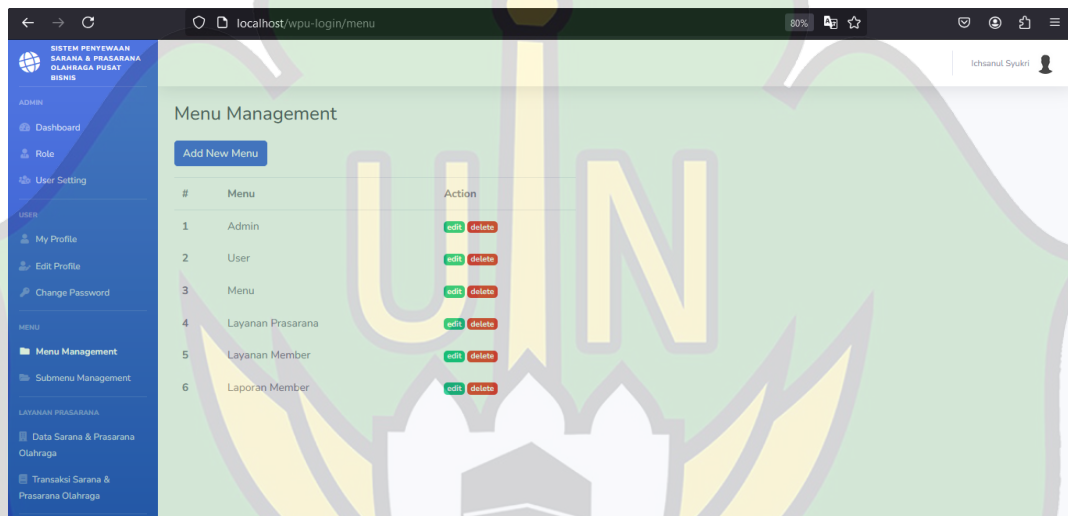 localhost/wpu-login/menu
80%
SISTEM PENYEWAAN
SARANA & PRASARANA
OLAHRAGA PUSAT
BISNIS
Ichsanul Syukri
ADMIN
Dashboard
Role
User Setting
USER
My Profile
Edit Profile
Change Password
MENU
Menu Management
Submenu Management
LAYANAN PRASARANA
Data Sarana & Prasarana
Olahraga
Transaksi Sarana &
Prasarana Olahraga
Menu Management
Add New Menu
# Menu Action
1 Admin edit delete
2 User edit delete
3 Menu edit delete
4 Layanan Prasarana edit delete
5 Layanan Member edit delete
6 Laporan Member edit delete
UIN